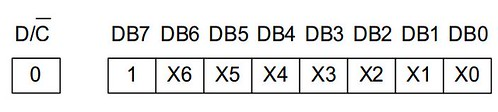 D/C̅ DB7 DB6 DB5 DB4 DB3 DB2 DB1 DB0
0 1 X6 X5 X4 X3 X2 X1 X0